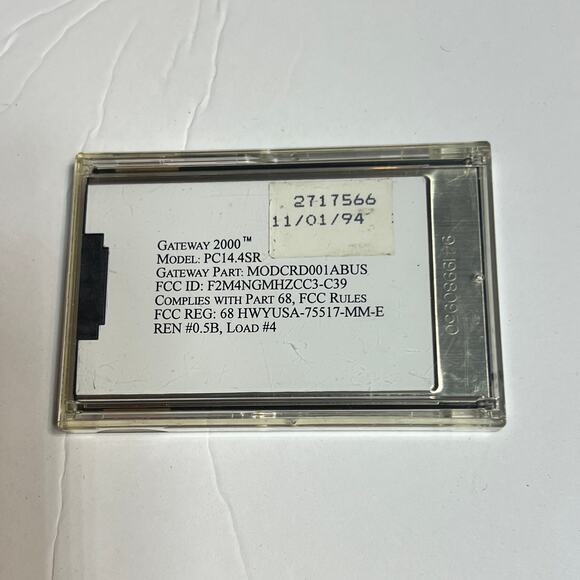 2717566
11/01/94
GATEWAY 2000™
MODEL: PC14.4SR
GATEWAY PART: MODCRD001ABUS
FCC ID: F2M4NGMHZCC3-C39
COMPLIES WITH PART 68, FCC RULES
FCC REG: 68 HWYUSA-75517-MM-E
REN #0.5B, LOAD #4